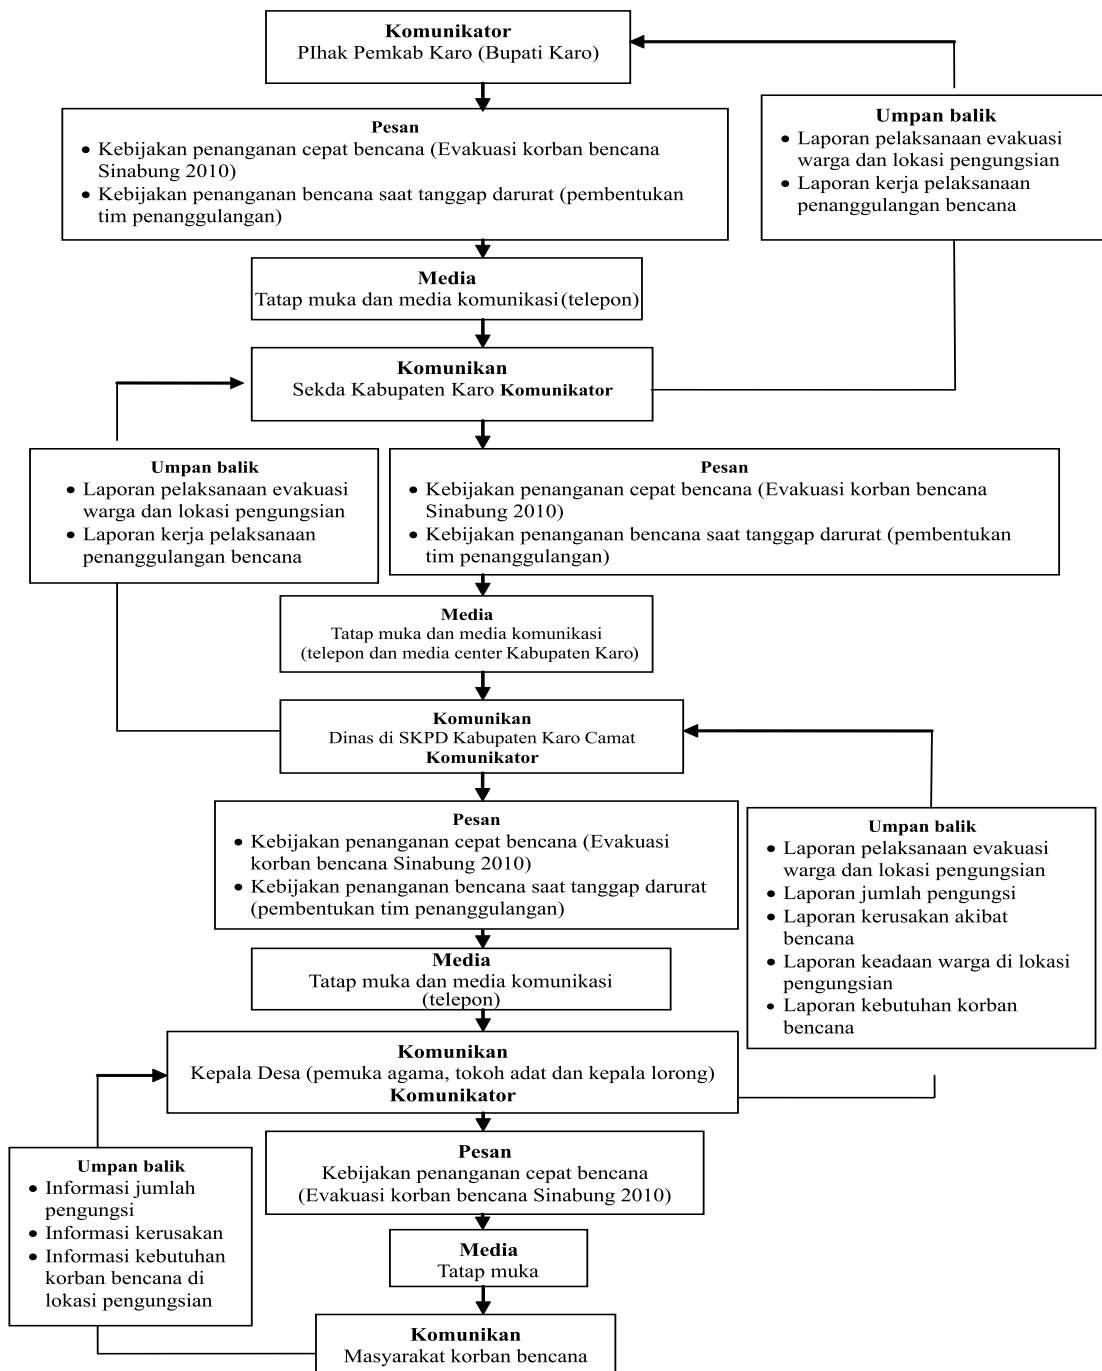 Komunikator
PIhak Pemkab Karo (Bupati Karo)
Umpan balik
• Laporan pelaksanaan evakuasi
warga dan lokasi pengungsian
• Laporan kerja pelaksanaan
penanggulangan bencana
Pesan
• Kebijakan penanganan cepat bencana (Evakuasi korban bencana
Sinabung 2010)
• Kebijakan penanganan bencana saat tanggap darurat (pembentukan
tim penanggulangan)
Media
Tatap muka dan media komunikasi (telepon)
Komunikan
Sekda Kabupaten Karo Komunikator
Umpan balik
• Laporan pelaksanaan evakuasi
warga dan lokasi pengungsian
• Laporan kerja pelaksanaan
penanggulangan bencana
Pesan
• Kebijakan penanganan cepat bencana (Evakuasi korban bencana
Sinabung 2010)
• Kebijakan penanganan bencana saat tanggap darurat (pembentukan
tim penanggulangan)
Media
Tatap muka dan media komunikasi
(telepon dan media center Kabupaten Karo)
Komunikan
Dinas di SKPD Kabupaten Karo Camat
Komunikator
Pesan
• Kebijakan penanganan cepat bencana (Evakuasi
korban bencana Sinabung 2010)
• Kebijakan penanganan bencana saat tanggap darurat
(pembentukan tim penanggulangan)
Umpan balik
• Laporan pelaksanaan evakuasi
warga dan lokasi pengungsian
• Laporan jumlah pengungsi
• Laporan kerusakan akibat
bencana
• Laporan keadaan warga di lokasi
pengungsian
• Laporan kebutuhan korban
bencana
Media
Tatap muka dan media komunikasi
(telepon)
Komunikan
Kepala Desa (pemuka agama, tokoh adat dan kepala lorong)
Komunikator
Umpan balik
• Informasi jumlah
pengungsi
• Informasi kerusakan
• Informasi kebutuhan
korban bencana di
lokasi pengungsian
Pesan
Kebijakan penanganan cepat bencana
(Evakuasi korban bencana Sinabung 2010)
Media
Tatap muka
Komunikan
Masyarakat korban bencana